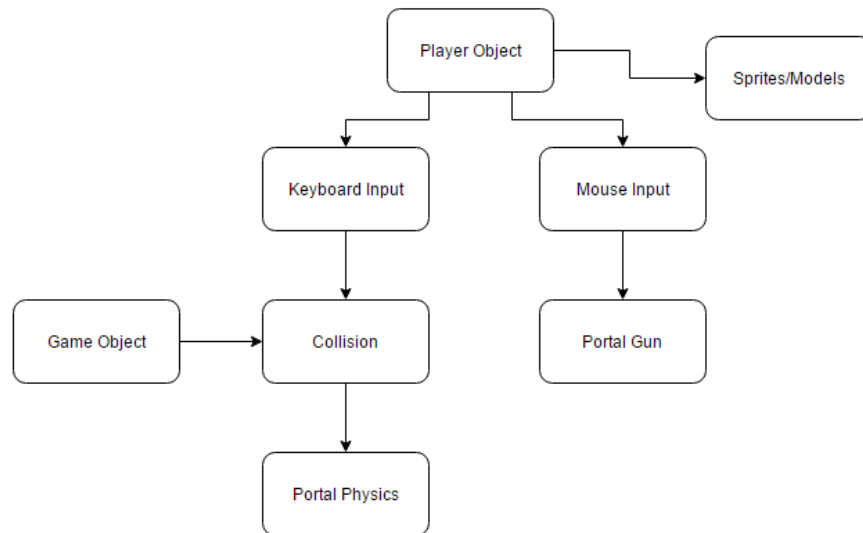 Player Object
Sprites/Models
Keyboard Input
Mouse Input
Game Object
Collision
Portal Gun
Portal Physics